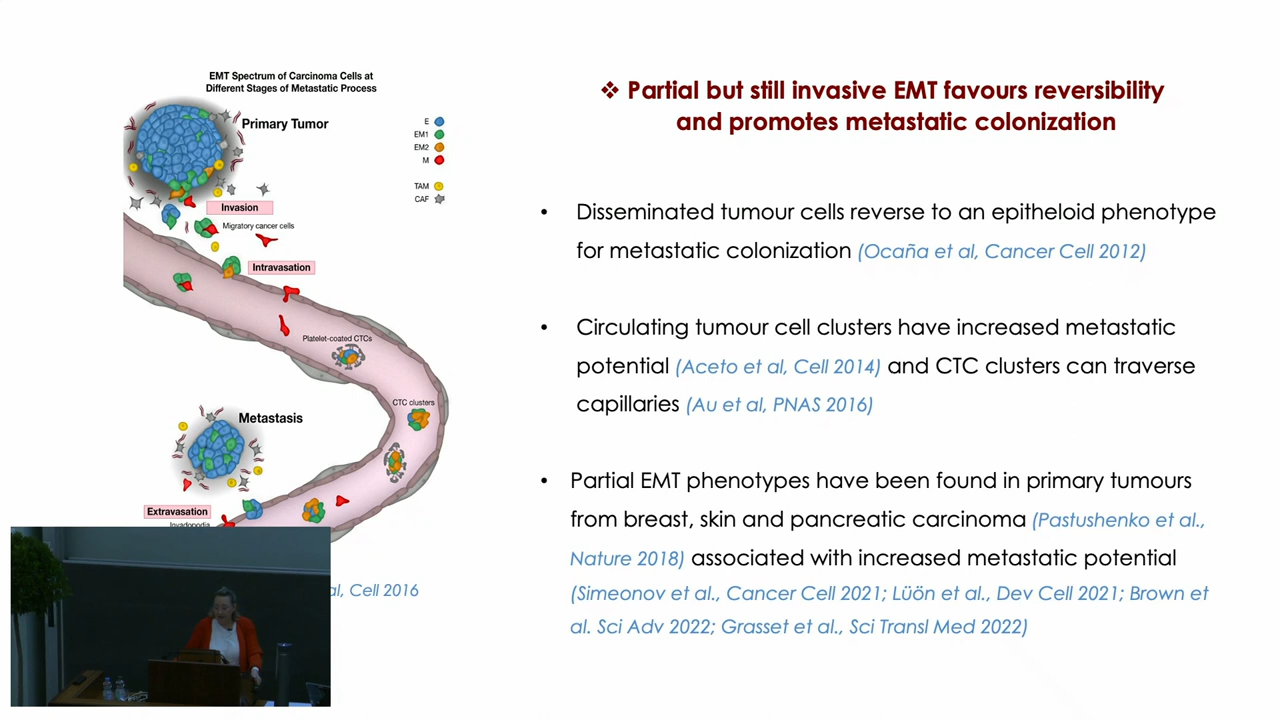 EMT Spectrum of Carcinoma Cells at
Different Stages of Metastatic Process
Primary Tumor
E
EM1
EM2
M
TAM
CAF
Invasion
Migratory cancer cells
Intravasation
Platelet-coated CTCs
CTC clusters
Metastasis
Extravasation
Invadopodia
al, Cell 2016
❖ Partial but still invasive EMT favours reversibility
and promotes metastatic colonization
• Disseminated tumour cells reverse to an epitheloid phenotype
for metastatic colonization (Ocaña et al, Cancer Cell 2012)
• Circulating tumour cell clusters have increased metastatic
potential (Aceto et al, Cell 2014) and CTC clusters can traverse
capillaries (Au et al, PNAS 2016)
• Partial EMT phenotypes have been found in primary tumours
from breast, skin and pancreatic carcinoma (Pastushenko et al.,
Nature 2018) associated with increased metastatic potential
(Simeonov et al., Cancer Cell 2021; Lüön et al., Dev Cell 2021; Brown et
al. Sci Adv 2022; Grasset et al., Sci Transl Med 2022)